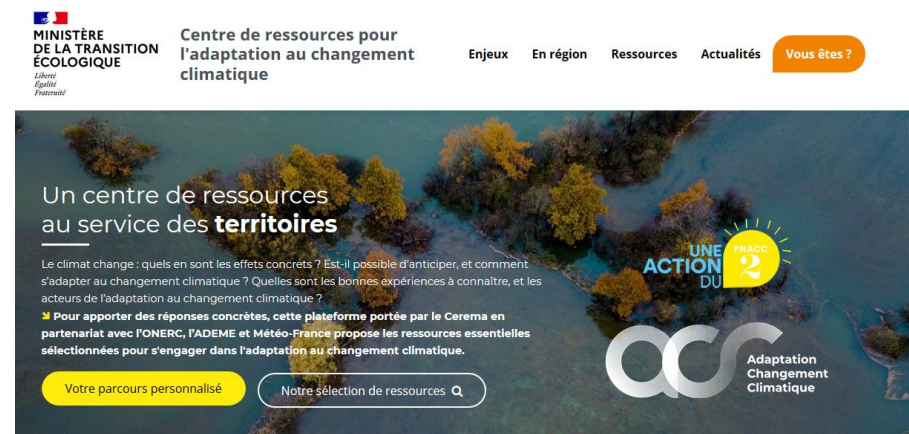 MINISTÈRE
DE LA TRANSITION
ÉCOLOGIQUE
Liberté
Égalité
Fraternité
Centre de ressources pour
l'adaptation au changement
climatique
Enjeux
En région
Ressources
Actualités
Vous êtes ?
Un centre de ressources
au service des territoires
Le climat change : quels en sont les effets concrets ? Est-il possible d'anticiper, et comment
s'adapter au changement climatique ? Quelles sont les bonnes expériences à connaître, et les
acteurs de l'adaptation au changement climatique ?
Pour apporter des réponses concrètes, cette plateforme portée par le Cerema en
partenariat avec l'ONERC, l'ADEME et Météo-France propose les ressources essentielles
sélectionnées pour s'engager dans l'adaptation au changement climatique.
Votre parcours personnalisé
Notre sélection de ressources
UNE
ACTION
DU
PNACC
2
acc
Adaptation
Changement
Climatique